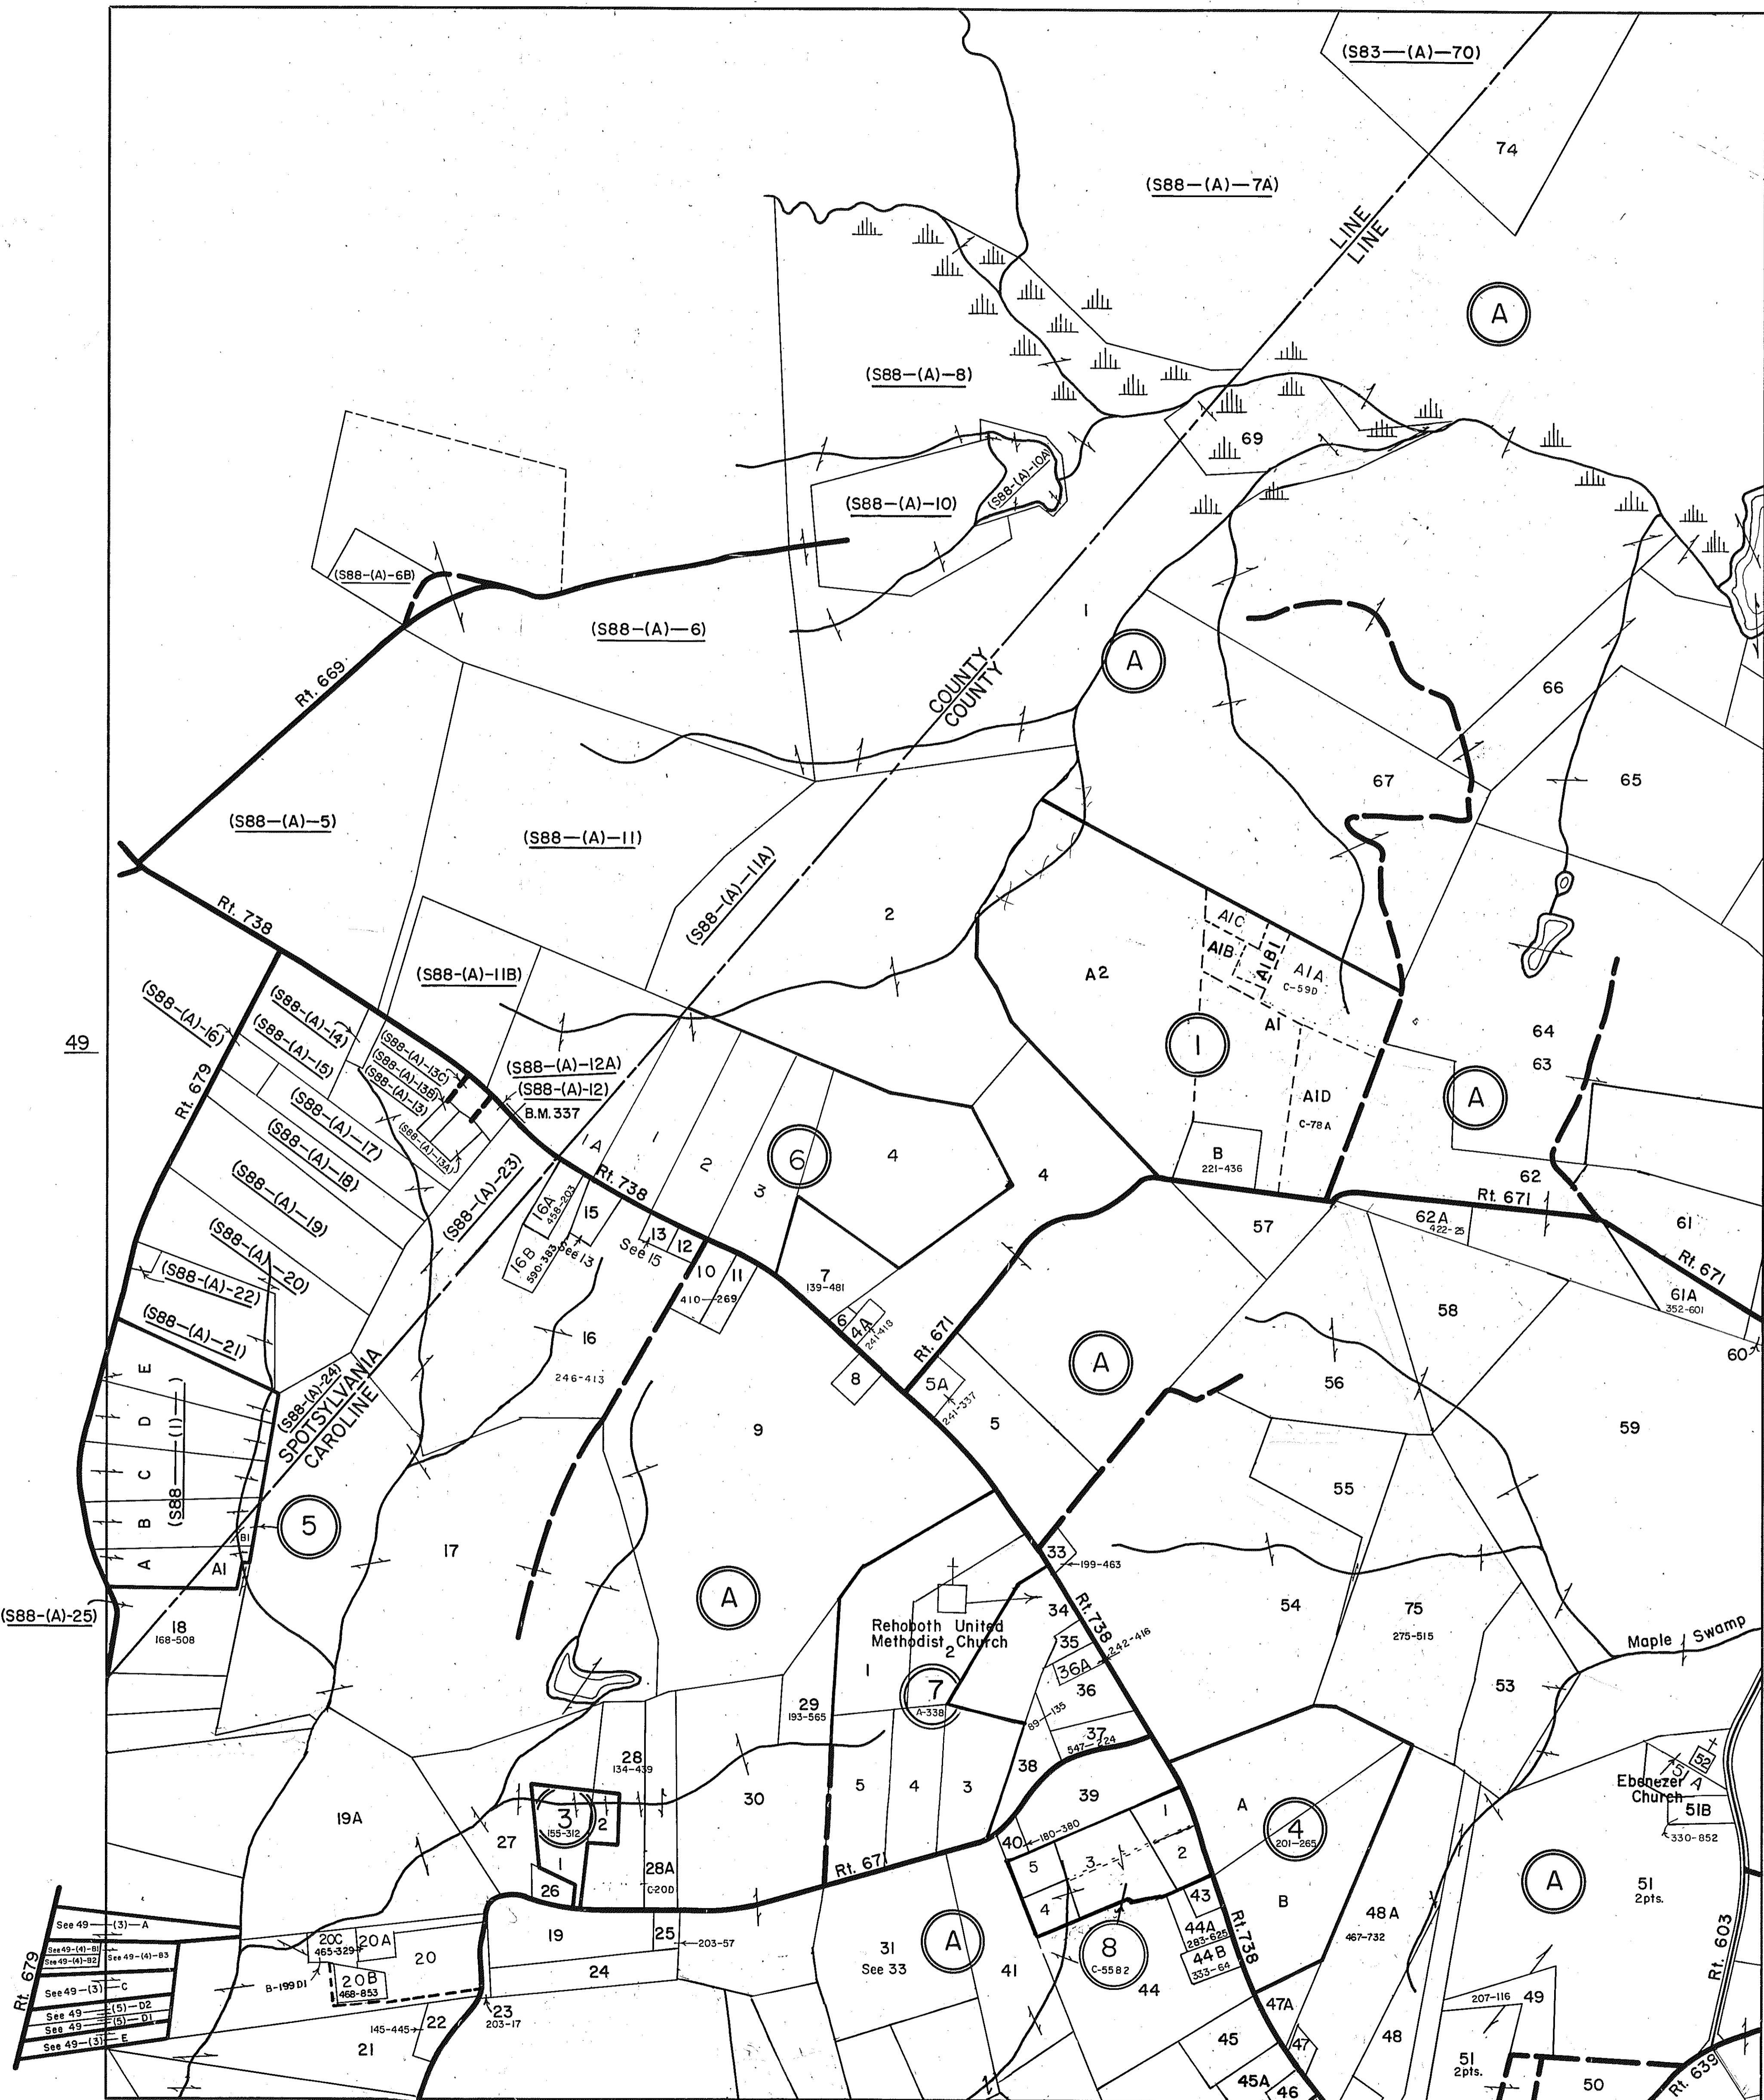 (S83—(A)—70)
74
(S88—(A)—7A)
LINE
LINE
A
(S88—(A)—8)
69
(S88—(A)—10)
(S88-(A)-10A)
(S88-(A)-6B)
1
(S88—(A)—6)
A
COUNTY
COUNTY
Rt. 669
66
67
65
(S88—(A)—5)
(S88—(A)—11)
(S88-(A)—11A)
2
Rt. 738
A1C
A1B
A1B1
A1A
C-59D
A2
(S88-(A)-11B)
(S88-(A)-16)
(S88-(A)-14)
(S88-(A)-15)
A1
64
63
49
1
(S88-(A)-13C)
(S88-(A)-13B)
(S88-(A)-13)
(S88-(A)-13A)
(S88—(A)-12A)
(S88-(A)-12)
B.M. 337
Rt. 679
A1D
C-78A
A
(S88-(A)-17)
(S88-(A)-18)
(S88-(A)-19)
(S88-(A)-20)
(S88-(A)-22)
(S88-(A)-21)
(S88-(A)-23)
1A
1
2
3
6
4
4
B
221-436
62
Rt. 671
Rt. 738
16A
458-203
15
See 13
16B
590-383
13
12
See 15
10
11
410—269
57
62A
422-25
61
Rt. 671
7
139-481
61A
352-601
6
4A
241-418
Rt. 671
58
60
16
246-413
8
5A
241-337
A
56
E
D
C
B
A
(S88——(1)—)
(S88-(A)-24)
SPOTSYLVANIA
CAROLINE
9
5
59
55
5
B1
A1
17
33
199-463
A
(S88-(A)-25)
18
168-508
Rehoboth United
Methodist Church
2
1
34
Rt. 738
35
242-416
36A
36
54
75
275-515
Maple Swamp
7
A-338
53
29
193-565
89-135
37
547-224
38
28
134-439
30
5
4
3
39
52
51A
Ebenezer
Church
51B
330-852
19A
3
155-312
2
27
1
26
1
A
4
201-265
40
180-380
5
3
2
4
28A
C-20D
Rt. 671
43
B
A
51
2pts.
See 49—(3)—A
See 49-(4)-B1
See 49-(4)-B2
See 49-(4)-B3
See 49—(3)—C
See 49—(5)—D2
See 49—(5)—D1
See 49—(3)—E
Rt. 679
20C
465-329
20A
20
19
25
203-57
24
31
See 33
A
41
8
C-5582
44A
283-625
44B
333-64
Rt. 738
48A
467-732
Rt. 603
B-199D1
20B
468-853
44
23
203-17
22
145-445
21
47A
45
47
45A
46
48
207-116
49
51
2pts.
50
Rt. 639